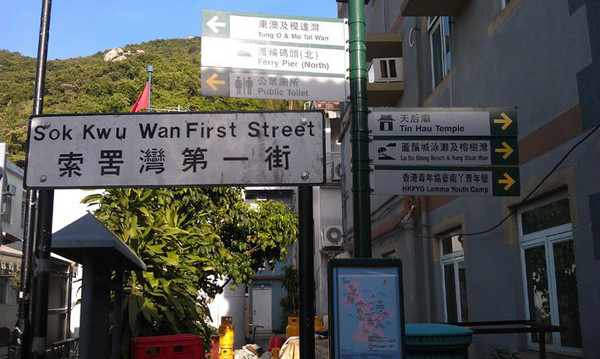 東澳及模達灣
Tung O & Mo Tat Wan
渡輪碼頭(北)
Ferry Pier (North)
公眾廁所
Public Toilet
Sok Kwu Wan First Street
索罟灣第一街
天后廟
Tin Hau Temple
蘆鬚城泳灘及榕樹灣
Lo So Shing Beach & Yung Shue Wan
香港青年協會南丫青年營
HKFYG Lamma Youth Camp